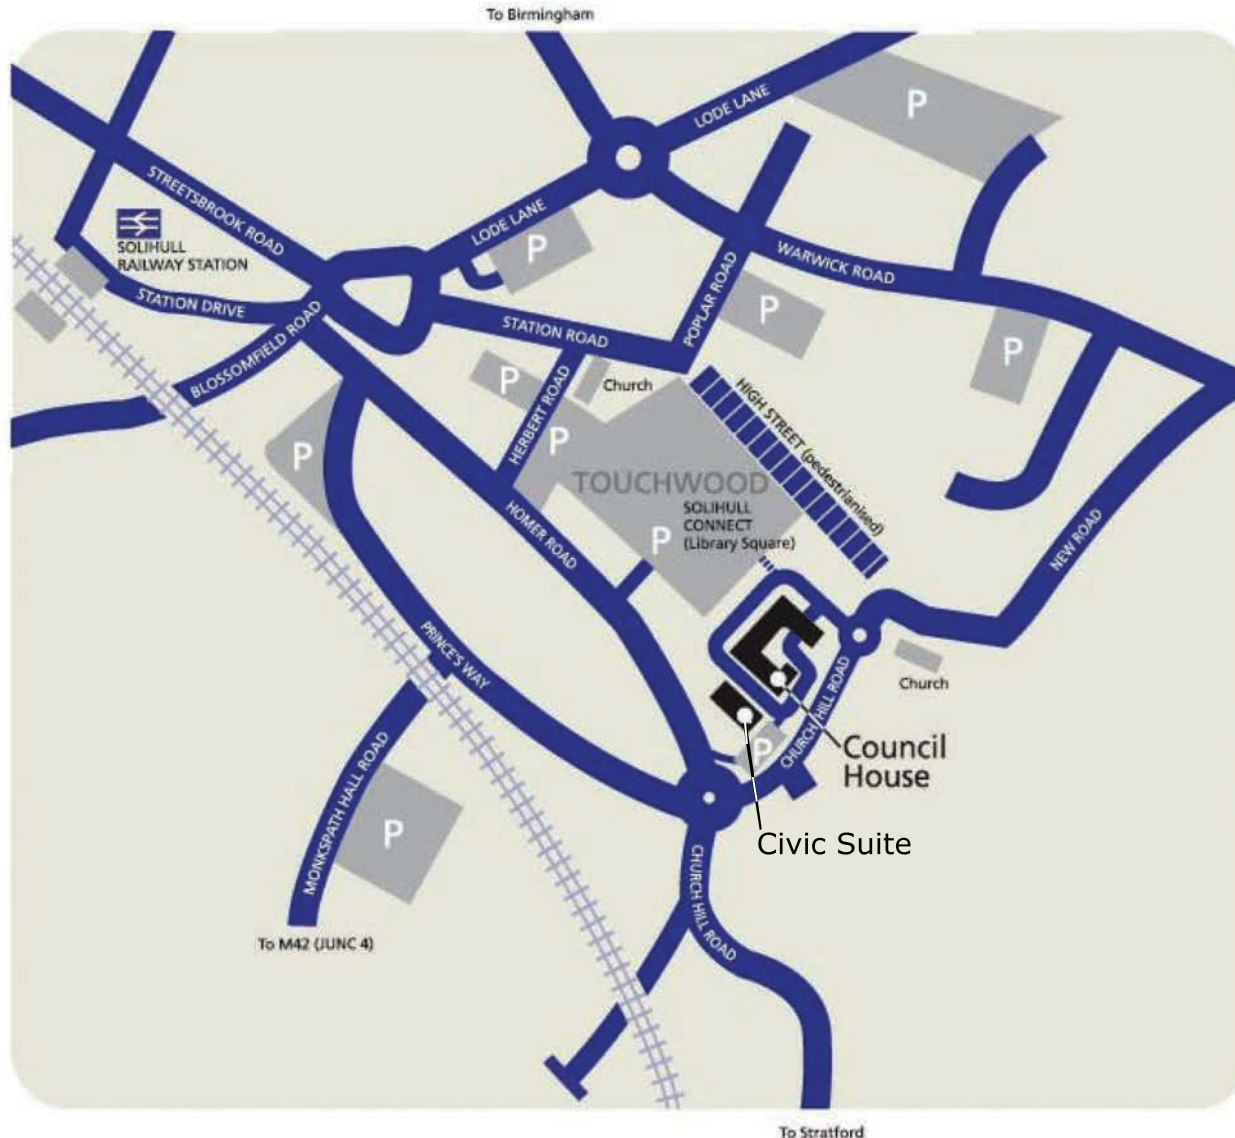 To Birmingham
LODE LANE
P
STREETSBROOK ROAD
SOLIHULL
RAILWAY STATION
LODE LANE
P
WARWICK ROAD
STATION DRIVE
BLOSSOMFIELD ROAD
STATION ROAD
POPLAR ROAD
P
P
P
Church
HIGH STREET (pedestrianised)
HERBERT ROAD
P
P
TOUCHWOOD
SOLIHULL
CONNECT
(Library Square)
P
HOMER ROAD
NEW ROAD
PRINCE'S WAY
Church
CHURCH HILL ROAD
P
Council
House
MONKSPATH HALL ROAD
P
Civic Suite
CHURCH HILL ROAD
To M42 (JUNC 4)
To Stratford